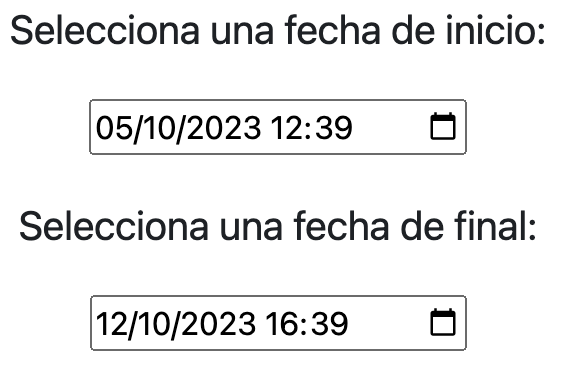 Selecciona una fecha de inicio:
05/10/2023 12:39
Selecciona una fecha de final:
12/10/2023 16:39